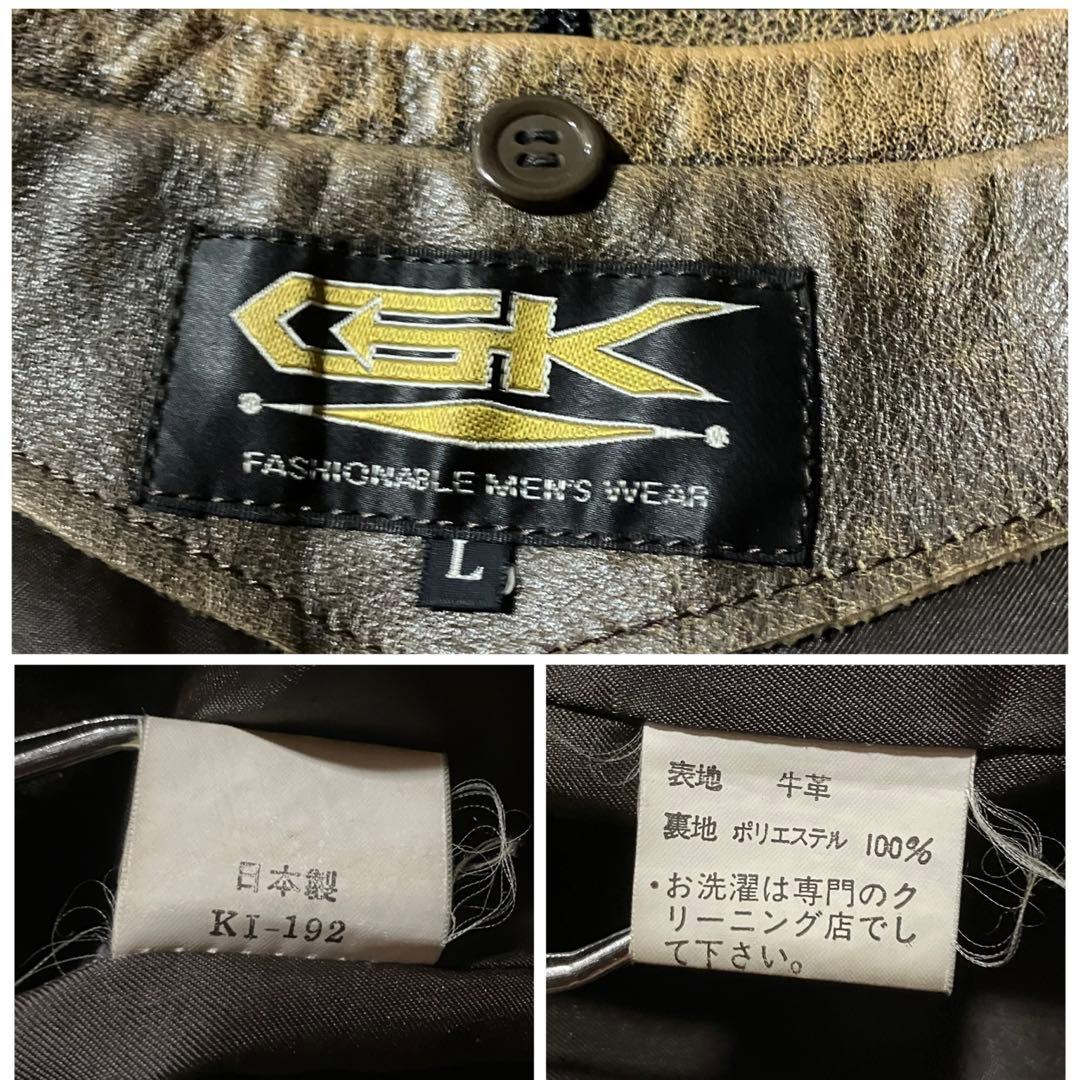 GSK
FASHIONABLE MEN'S WEAR
L
日本製
KI-192
表地 牛革
裏地 ポリエステル 100%
・お洗濯は専門のク
リーニング店でし
て下さい。